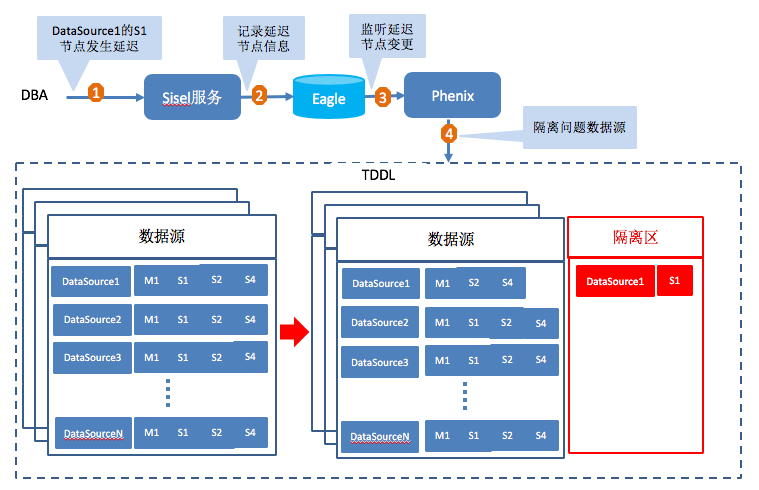 DataSource1的S1
节点发生延迟
记录延迟
节点信息
监听延迟
节点变更
DBA
1
Sisel服务
2
Eagle
3
Phenix
4
隔离问题数据源
TDDL
数据源
DataSource1 M1 S1 S2 S4
DataSource2 M1 S1 S2 S4
DataSource3 M1 S1 S2 S4
DataSourceN M1 S1 S2 S4
数据源
DataSource1 M1 S2 S4
DataSource2 M1 S1 S2 S4
DataSource3 M1 S1 S2 S4
DataSourceN M1 S1 S2 S4
隔离区
DataSource1 S1